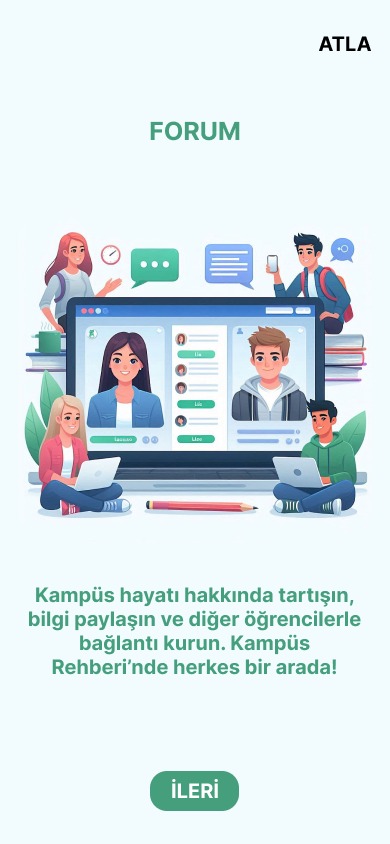 ATLA
FORUM
Kampüs hayatı hakkında tartışın,
bilgi paylaşın ve diğer öğrencilerle
bağlantı kurun. Kampüs
Rehberi’nde herkes bir arada!
İLERİ